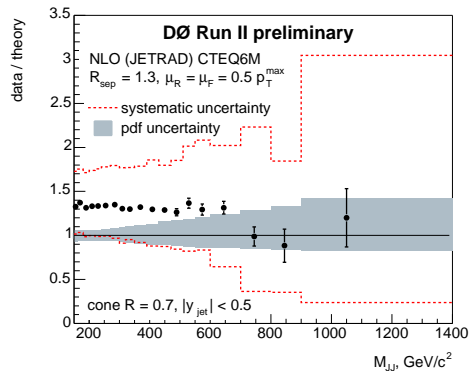 DØ Run II preliminary
NLO (JETRAD) CTEQ6M
R_sep = 1.3, μ_R = μ_F = 0.5 p_T^max
systematic uncertainty
pdf uncertainty
data / theory
3.5
3
2.5
2
1.5
1
0.5
0
cone R = 0.7, |y_jet| < 0.5
200 400 600 800 1000 1200 1400
M_JJ, GeV/c²